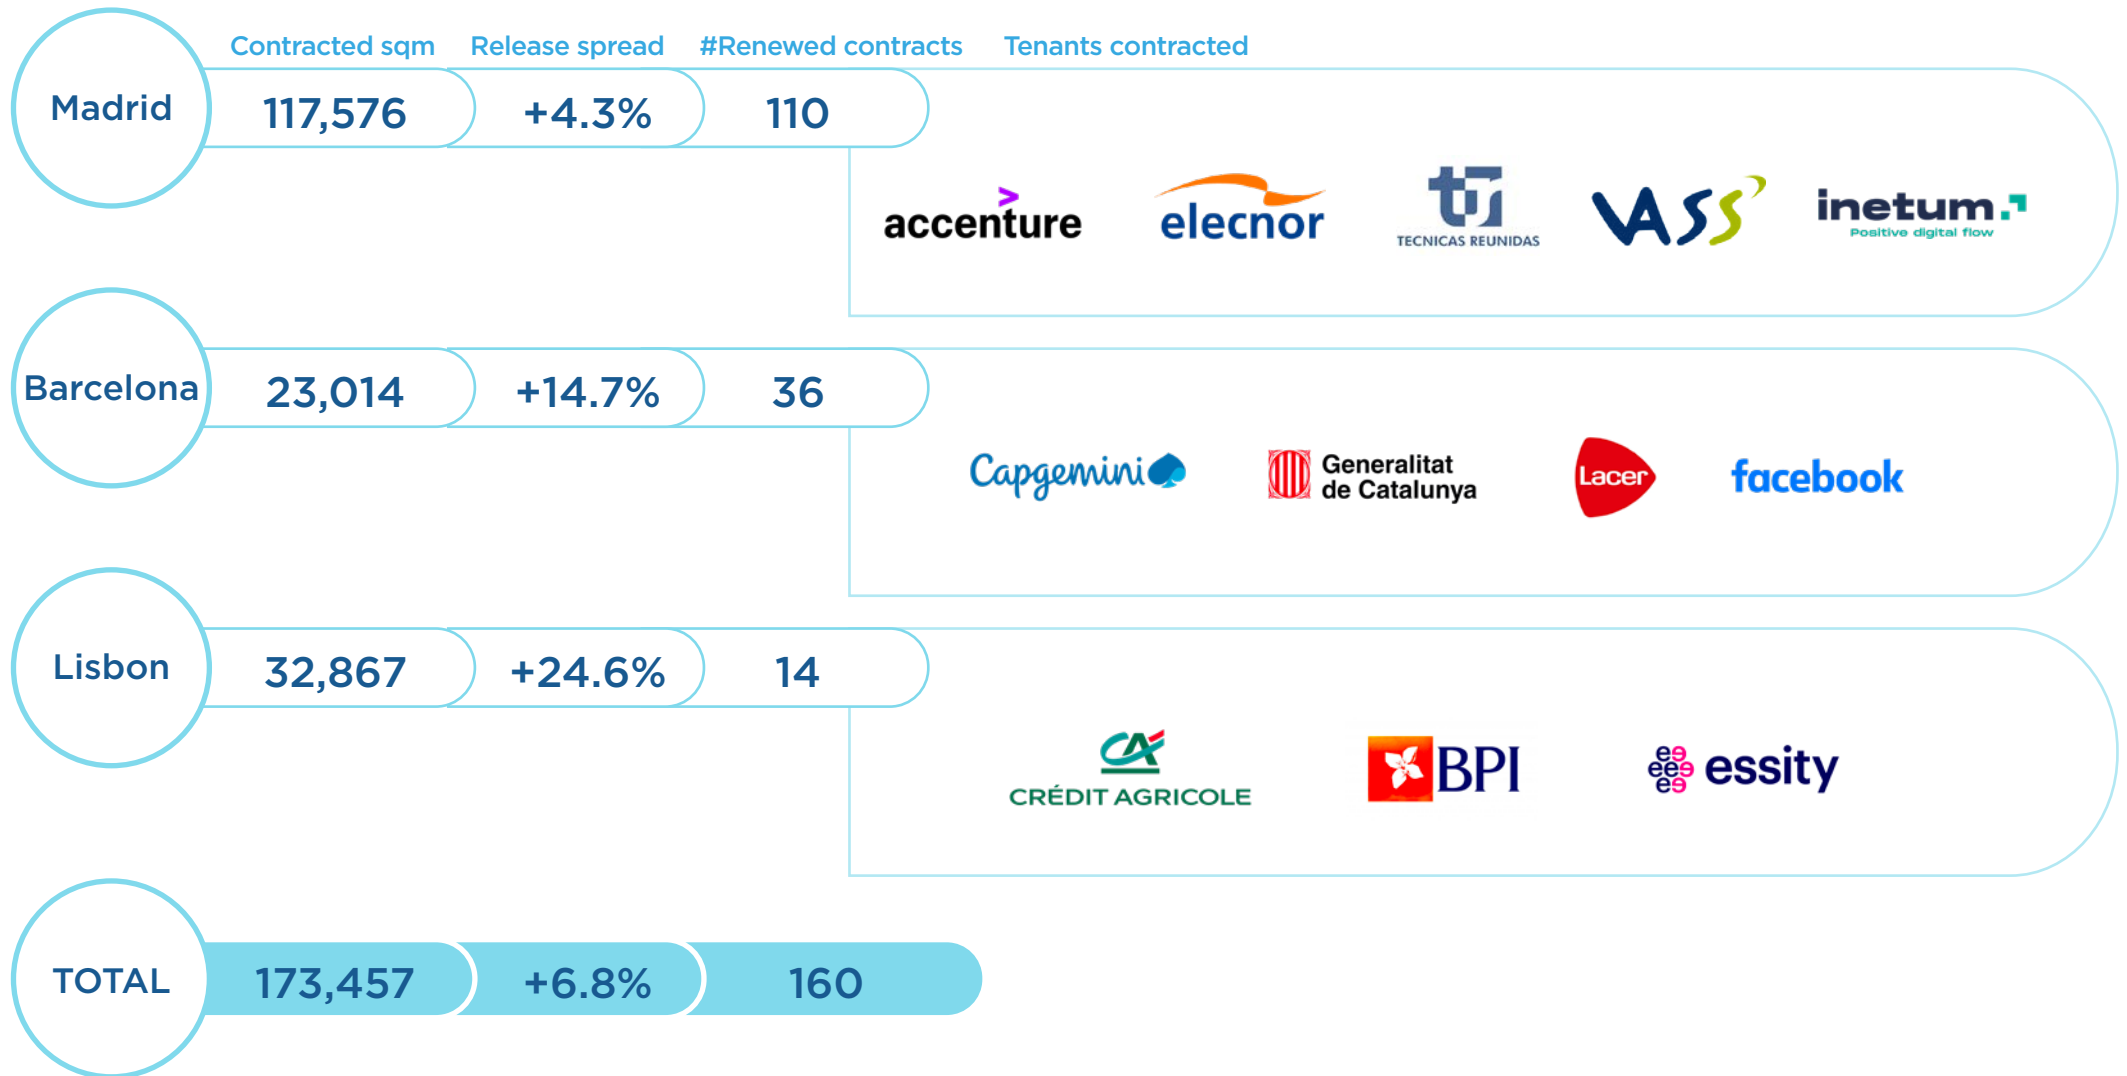 Contracted sqm Release spread #Renewed contracts Tenants contracted
Madrid 117,576 +4.3% 110
accenture elecnor TECNICAS REUNIDAS VASS inetum
Positive digital flow
Barcelona 23,014 +14.7% 36
Capgemini Generalitat de Catalunya Lacer facebook
Lisbon 32,867 +24.6% 14
CA
CRÉDIT AGRICOLE BPI essity
TOTAL 173,457 +6.8% 160